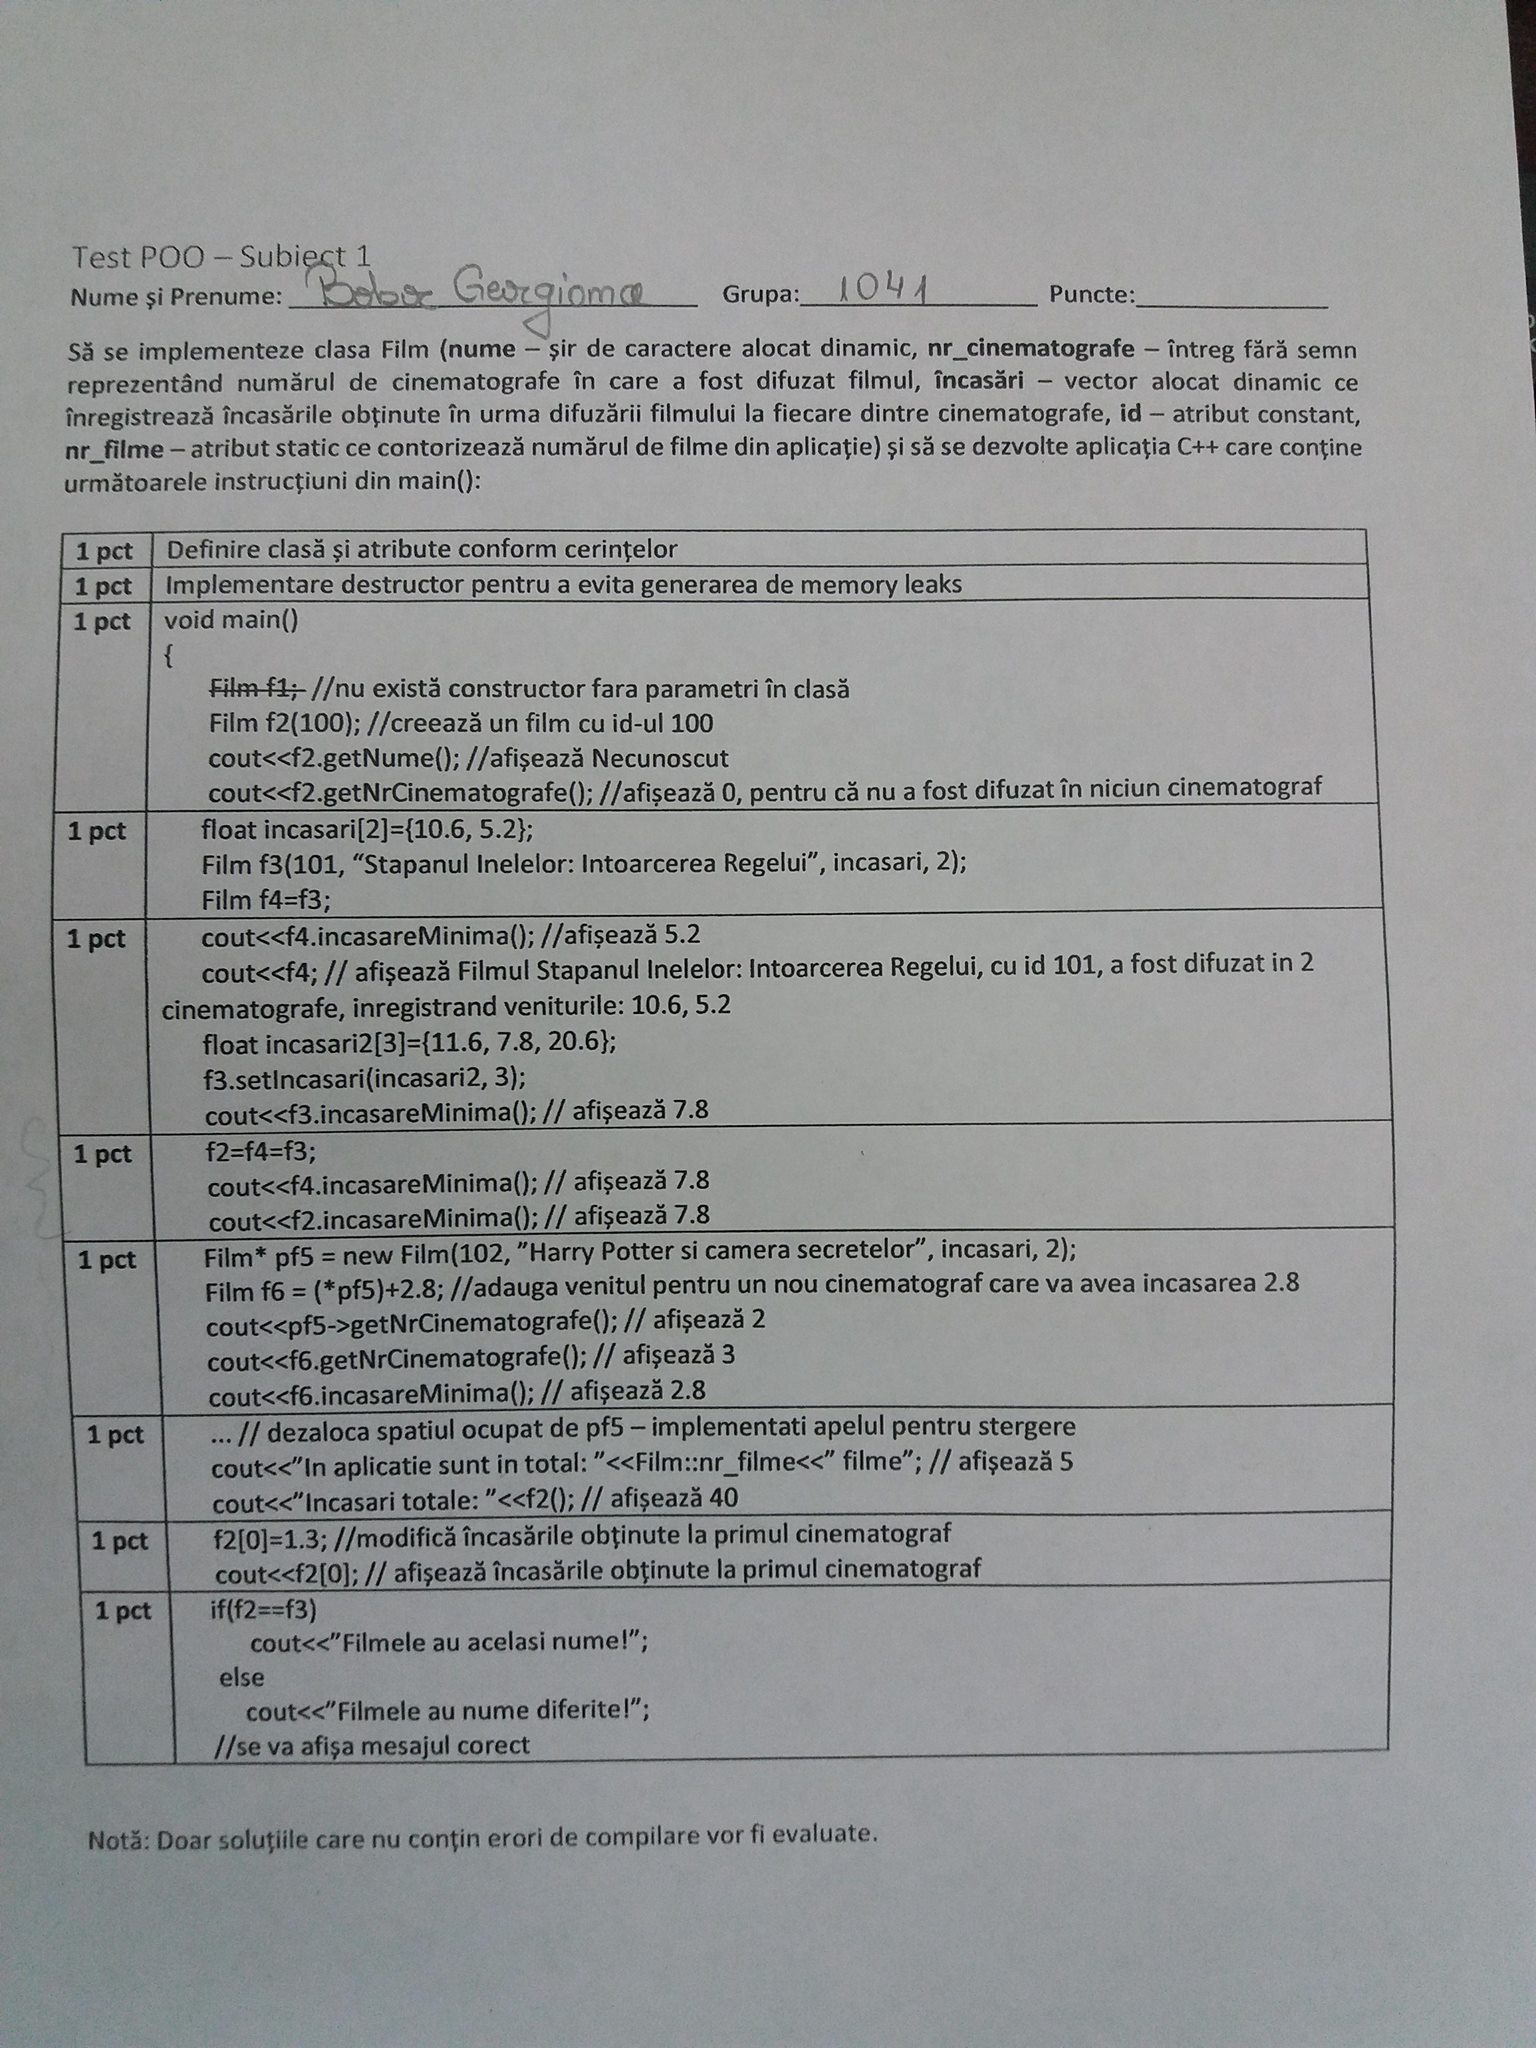 Test POO – Subiect 1
Nume și Prenume: Boboc Georgiana Grupa: 1041 Puncte:
Să se implementeze clasa Film (nume – șir de caractere alocat dinamic, nr_cinematografe – întreg fără semn
reprezentând numărul de cinematografe în care a fost difuzat filmul, încasări – vector alocat dinamic ce
înregistrează încasările obținute în urma difuzării filmului la fiecare dintre cinematografe, id – atribut constant,
nr_filme – atribut static ce contorizează numărul de filme din aplicație) și să se dezvolte aplicația C++ care conține
următoarele instrucțiuni din main():
1 pct Definire clasă și atribute conform cerințelor
1 pct Implementare destructor pentru a evita generarea de memory leaks
1 pct void main()
{
Film f1; //nu există constructor fara parametri în clasă
Film f2(100); //creează un film cu id-ul 100
cout<<f2.getNume(); //afișează Necunoscut
cout<<f2.getNrCinematografe(); //afișează 0, pentru că nu a fost difuzat în niciun cinematograf
1 pct float incasari[2]={10.6, 5.2};
Film f3(101, “Stapanul Inelelor: Intoarcerea Regelui”, incasari, 2);
Film f4=f3;
1 pct cout<<f4.incasareMinima(); //afișează 5.2
cout<<f4; // afișează Filmul Stapanul Inelelor: Intoarcerea Regelui, cu id 101, a fost difuzat in 2
cinematografe, inregistrand veniturile: 10.6, 5.2
float incasari2[3]={11.6, 7.8, 20.6};
f3.setIncasari(incasari2, 3);
cout<<f3.incasareMinima(); // afișează 7.8
1 pct f2=f4=f3;
cout<<f4.incasareMinima(); // afișează 7.8
cout<<f2.incasareMinima(); // afișează 7.8
1 pct Film* pf5 = new Film(102, ”Harry Potter si camera secretelor”, incasari, 2);
Film f6 = (*pf5)+2.8; //adauga venitul pentru un nou cinematograf care va avea incasarea 2.8
cout<<pf5->getNrCinematografe(); // afișează 2
cout<<f6.getNrCinematografe(); // afișează 3
cout<<f6.incasareMinima(); // afișează 2.8
1 pct ... // dezaloca spatiul ocupat de pf5 – implementati apelul pentru stergere
cout<<”In aplicatie sunt in total: ”<<Film::nr_filme<<” filme”; // afișează 5
cout<<”Incasari totale: ”<<f2(); // afișează 40
1 pct f2[0]=1.3; //modifică încasările obținute la primul cinematograf
cout<<f2[0]; // afișează încasările obținute la primul cinematograf
1 pct if(f2==f3)
cout<<”Filmele au acelasi nume!”;
else
cout<<”Filmele au nume diferite!”;
//se va afișa mesajul corect
Notă: Doar soluțiile care nu conțin erori de compilare vor fi evaluate.